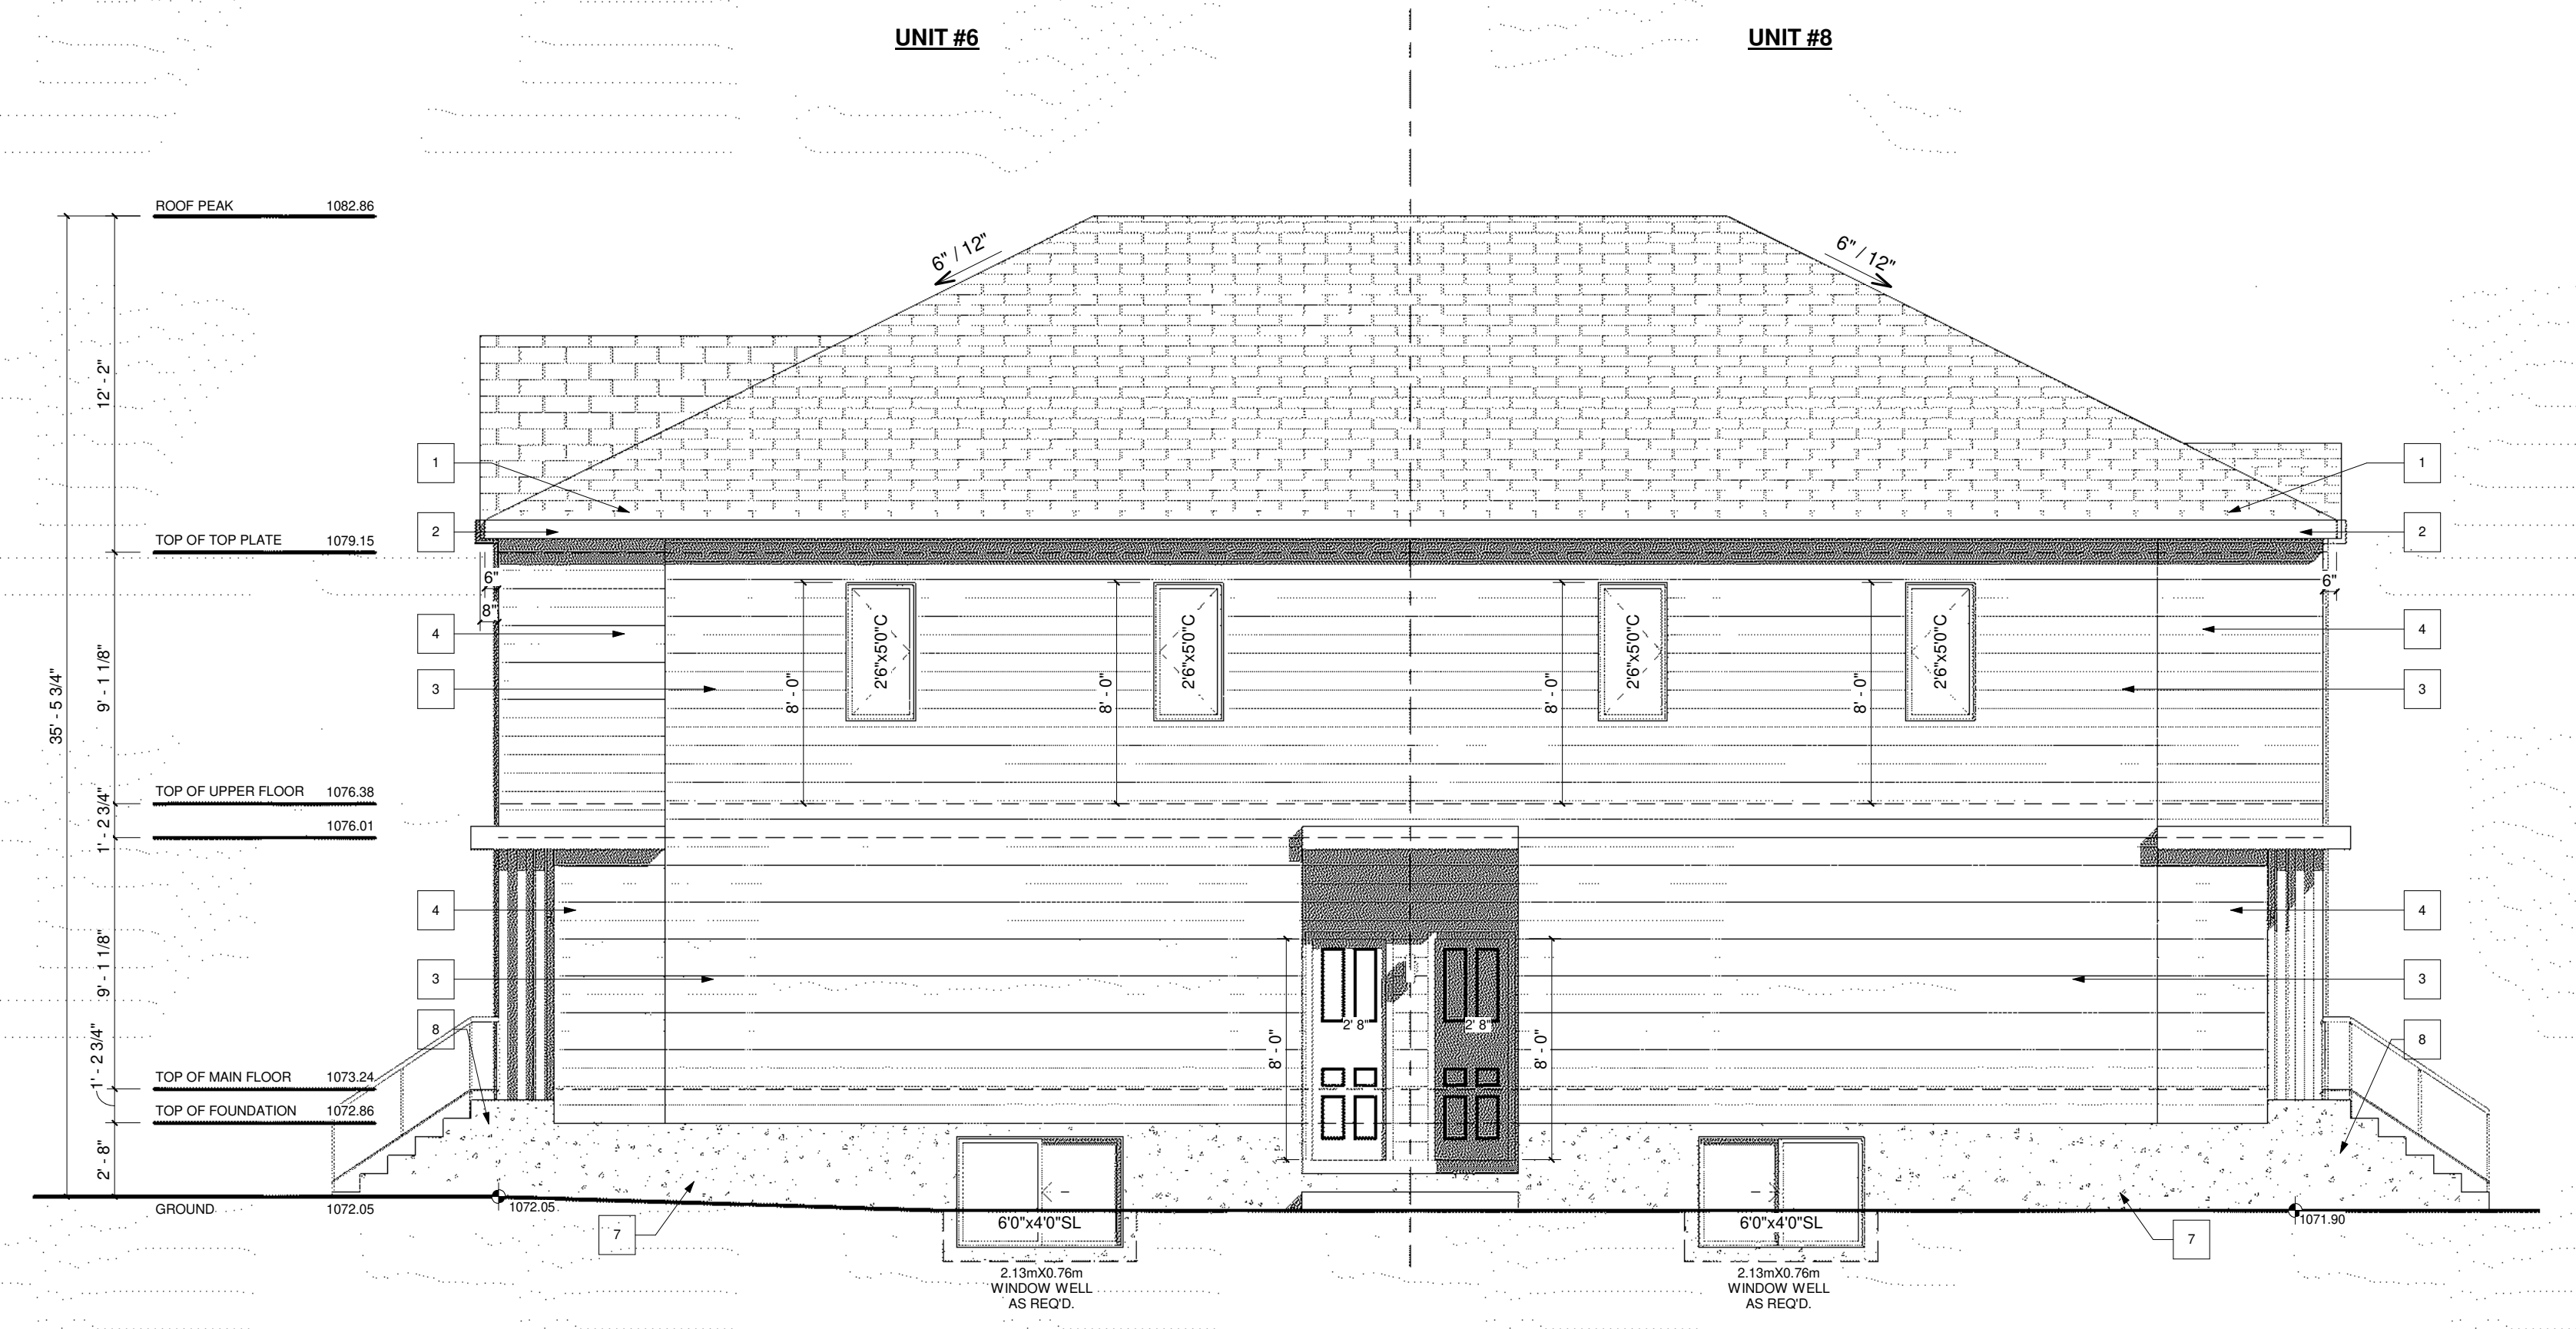 UNIT #6
UNIT #8
ROOF PEAK 1082.86
6" / 12"
6" / 12"
12' - 2"
1
1
2
2
TOP OF TOP PLATE 1079.15
6"
8"
6"
4
4
3
3
35' - 5 3/4"
9' - 1 1/8"
8' - 0"
2'6"x5'0"C
8' - 0"
2'6"x5'0"C
8' - 0"
2'6"x5'0"C
8' - 0"
2'6"x5'0"C
TOP OF UPPER FLOOR 1076.38
1' - 2 3/4"
1076.01
4
4
9' - 1 1/8"
3
3
8
8
2' 8"
2' 8"
8' - 0"
8' - 0"
1' - 2 3/4"
TOP OF MAIN FLOOR 1073.24
TOP OF FOUNDATION 1072.86
2' - 8"
GROUND 1072.05
1072.05
1071.90
7
7
6'0"x4'0"SL
6'0"x4'0"SL
2.13mX0.76m
WINDOW WELL
AS REQ'D.
2.13mX0.76m
WINDOW WELL
AS REQ'D.